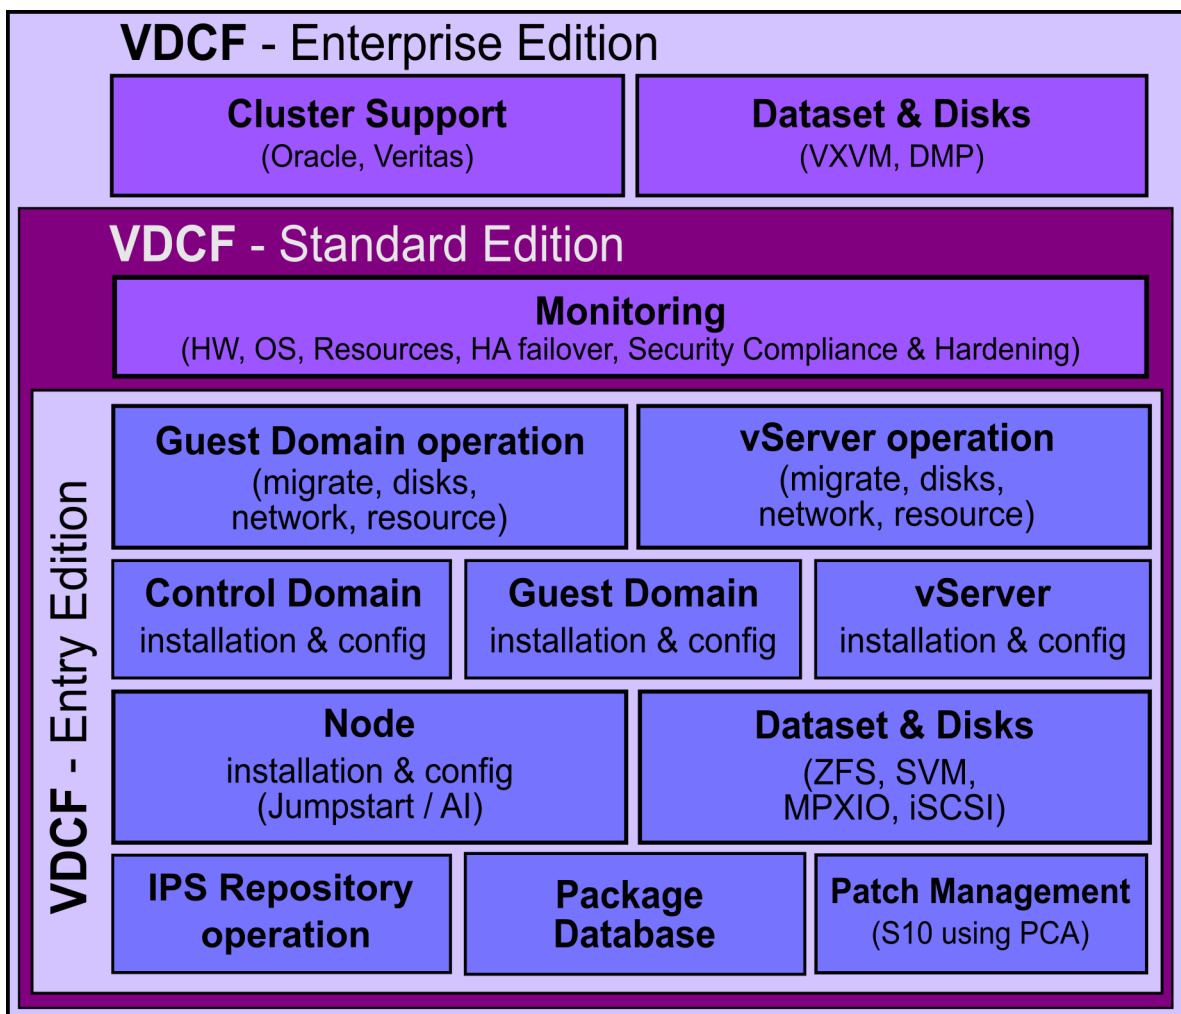 VDCF - Enterprise Edition
Cluster Support
(Oracle, Veritas)
Dataset & Disks
(VXVM, DMP)
VDCF - Standard Edition
Monitoring
(HW, OS, Resources, HA failover, Security Compliance & Hardening)
VDCF - Entry Edition
Guest Domain operation
(migrate, disks,
network, resource)
vServer operation
(migrate, disks,
network, resource)
Control Domain
installation & config
Guest Domain
installation & config
vServer
installation & config
Node
installation & config
(Jumpstart / AI)
Dataset & Disks
(ZFS, SVM,
MPXIO, iSCSI)
IPS Repository
operation
Package
Database
Patch Management
(S10 using PCA)